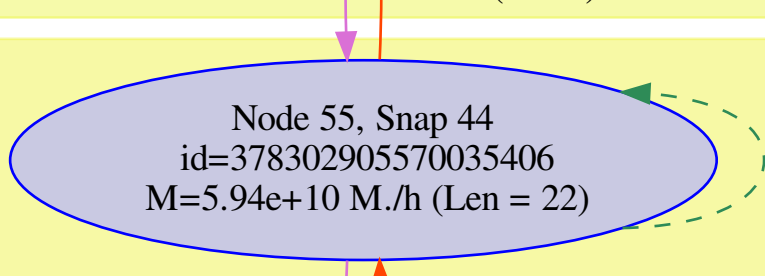 Node 55, Snap 44
id=378302905570035406
M=5.94e+10 M./h (Len = 22)